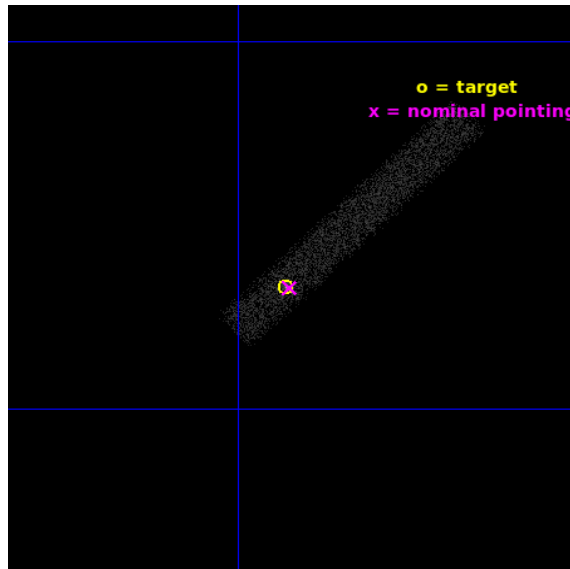 o = target
x = nominal pointing